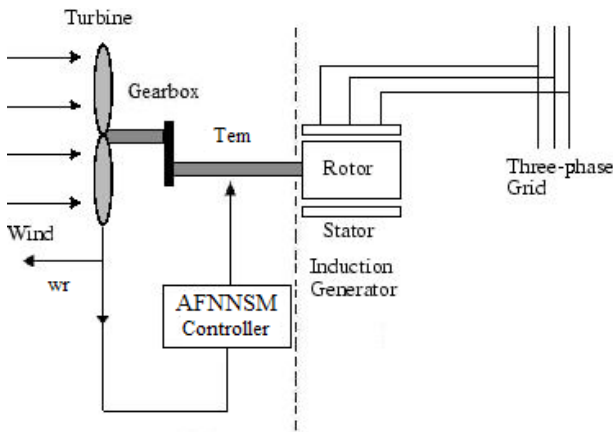 Turbine
Gearbox
Tem
Rotor
Three-phase
Grid
Wind
Stator
wr
Induction
Generator
AFNNSM
Controller